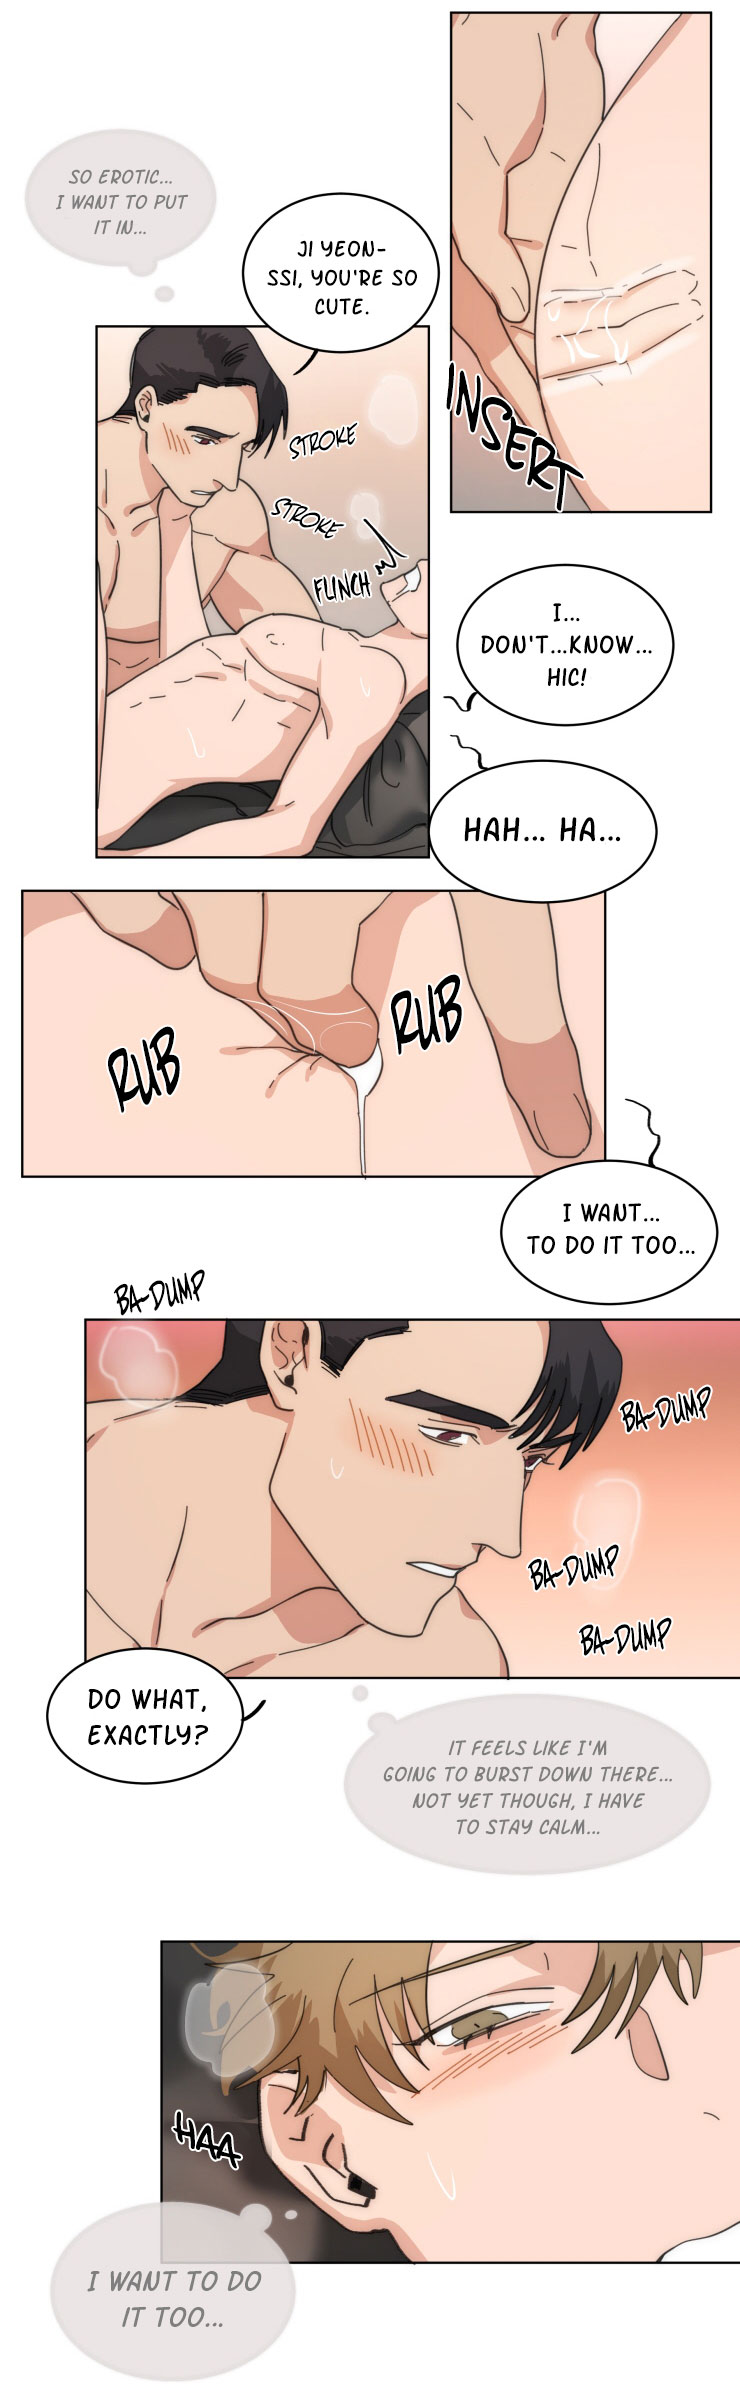 SO EROTIC...
I WANT TO PUT
IT IN...
JI YEON-
SSI, YOU'RE SO
CUTE.
INSERT
STROKE
STROKE
FLINCH
I...
DON'T...KNOW...
HIC!
HAH... HA...
RUB
RUB
I WANT...
TO DO IT TOO...
BA-DUMP
BA-DUMP
BA-DUMP
BA-DUMP
DO WHAT,
EXACTLY?
IT FEELS LIKE I'M
GOING TO BURST DOWN THERE...
NOT YET THOUGH, I HAVE
TO STAY CALM...
HAA
I WANT TO DO
IT TOO...